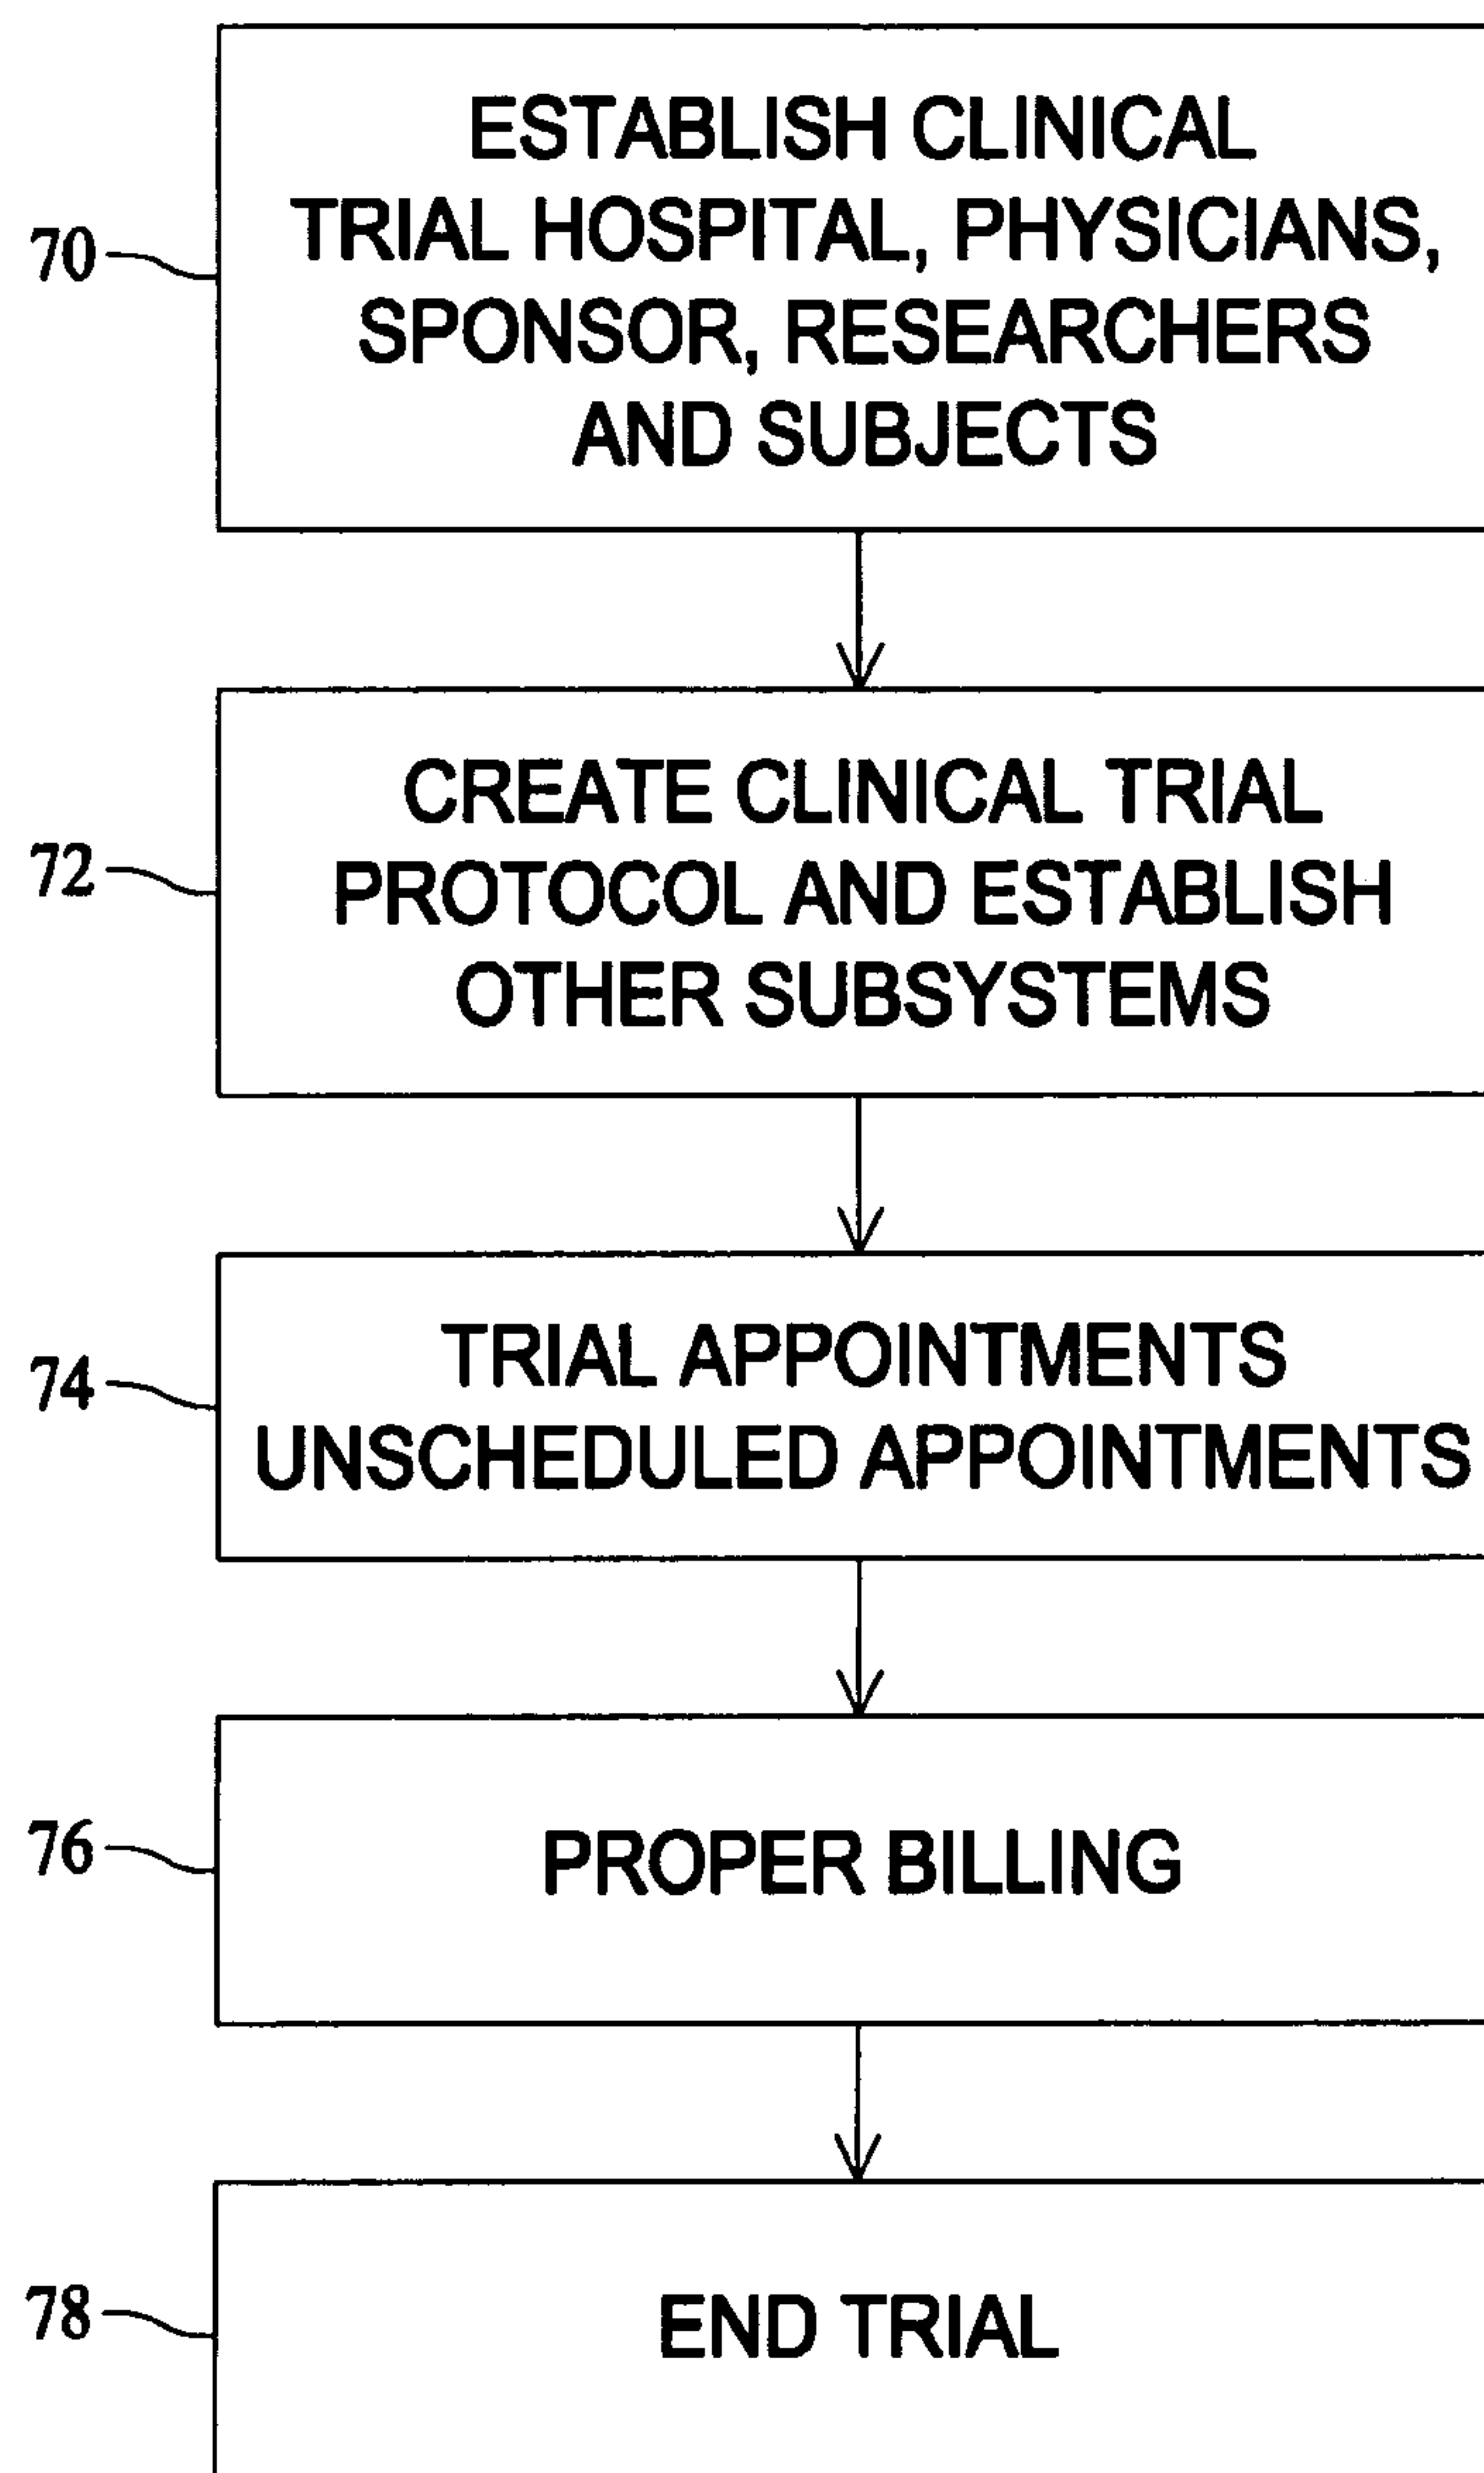 ESTABLISH CLINICAL
TRIAL HOSPITAL, PHYSICIANS,
SPONSOR, RESEARCHERS
AND SUBJECTS
70
CREATE CLINICAL TRIAL
PROTOCOL AND ESTABLISH
OTHER SUBSYSTEMS
72
TRIAL APPOINTMENTS
UNSCHEDULED APPOINTMENTS
74
PROPER BILLING
76
END TRIAL
78